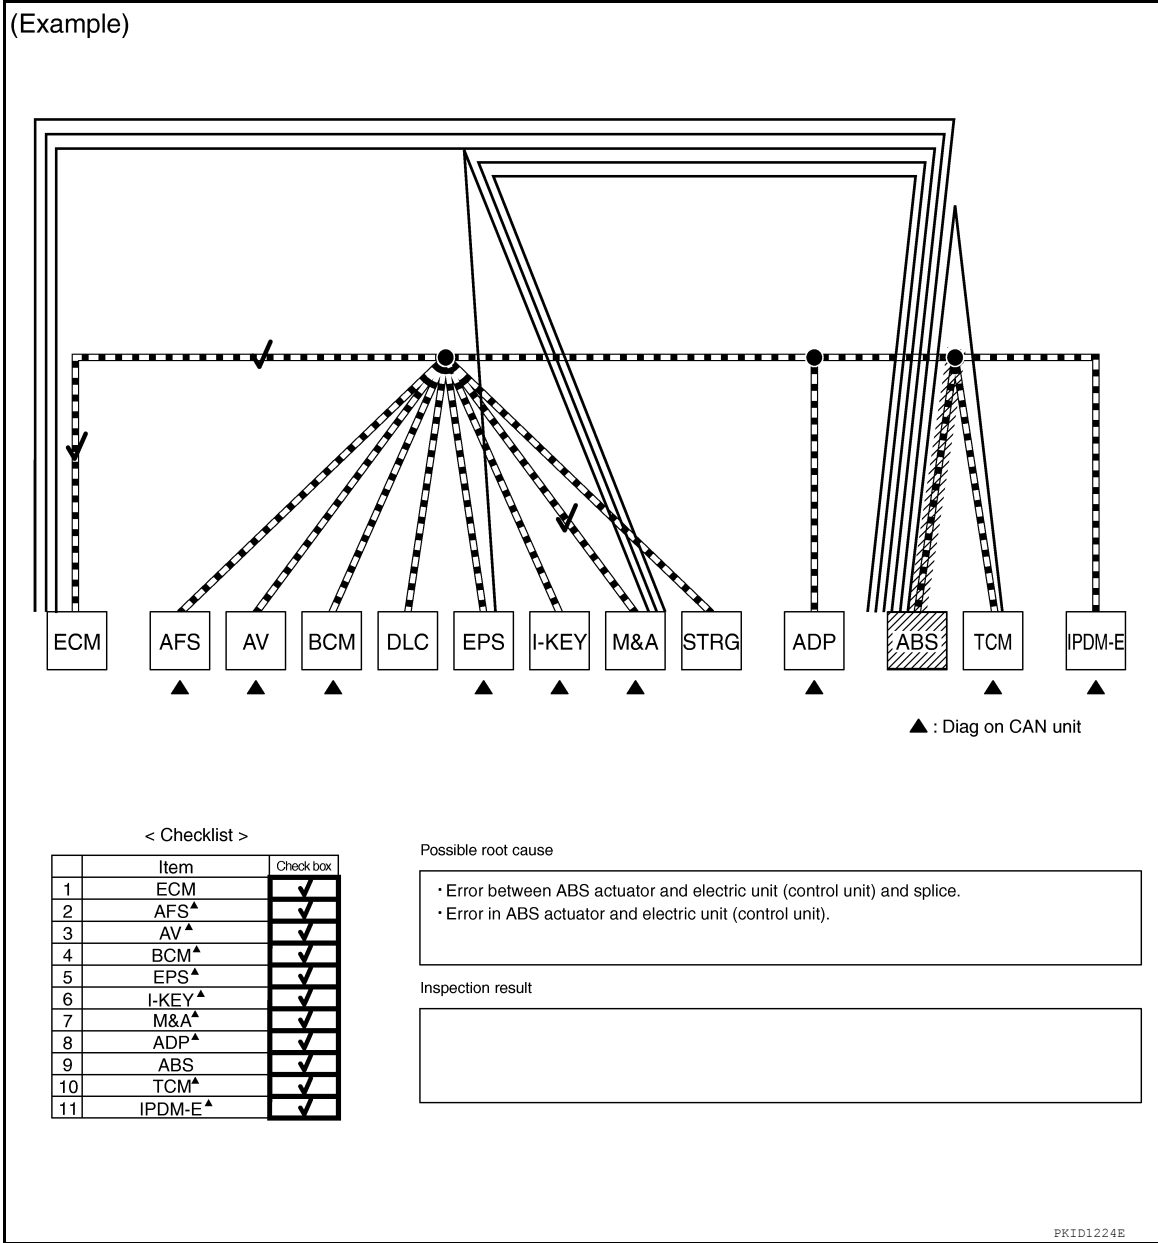 (Example)
ECM AFS AV BCM DLC EPS I-KEY M&A STRG ADP ABS TCM IPDM-E
▲ : Diag on CAN unit
< Checklist >
Item Check box
1 ECM ✓
2 AFS▲ ✓
3 AV▲ ✓
4 BCM▲ ✓
5 EPS▲ ✓
6 I-KEY▲ ✓
7 M&A▲ ✓
8 ADP▲ ✓
9 ABS ✓
10 TCM▲ ✓
11 IPDM-E▲ ✓
Possible root cause
・Error between ABS actuator and electric unit (control unit) and splice.
・Error in ABS actuator and electric unit (control unit).
Inspection result
PKID1224E